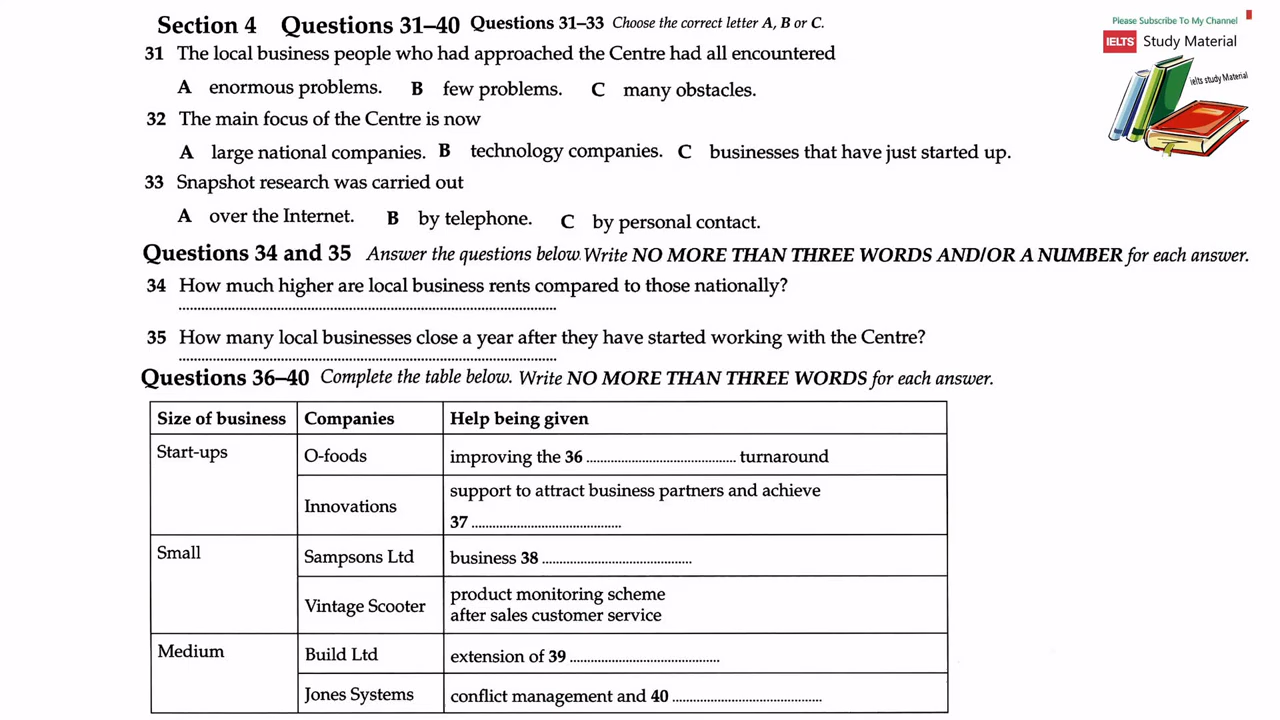 Section 4 Questions 31–40 Questions 31–33 Choose the correct letter A, B or C.
Please Subscribe To My Channel
IELTS Study Material
ielts study Material
31 The local business people who had approached the Centre had all encountered
A enormous problems. B few problems. C many obstacles.
32 The main focus of the Centre is now
A large national companies. B technology companies. C businesses that have just started up.
33 Snapshot research was carried out
A over the Internet. B by telephone. C by personal contact.
Questions 34 and 35 Answer the questions below. Write NO MORE THAN THREE WORDS AND/OR A NUMBER for each answer.
34 How much higher are local business rents compared to those nationally?
................................................................................................
35 How many local businesses close a year after they have started working with the Centre?
................................................................................................
Questions 36–40 Complete the table below. Write NO MORE THAN THREE WORDS for each answer.
Size of business Companies Help being given
Start-ups O-foods improving the 36 ...................................... turnaround
Innovations support to attract business partners and achieve
37 ......................................
Small Sampsons Ltd business 38 ......................................
Vintage Scooter product monitoring scheme
after sales customer service
Medium Build Ltd extension of 39 ......................................
Jones Systems conflict management and 40 ......................................